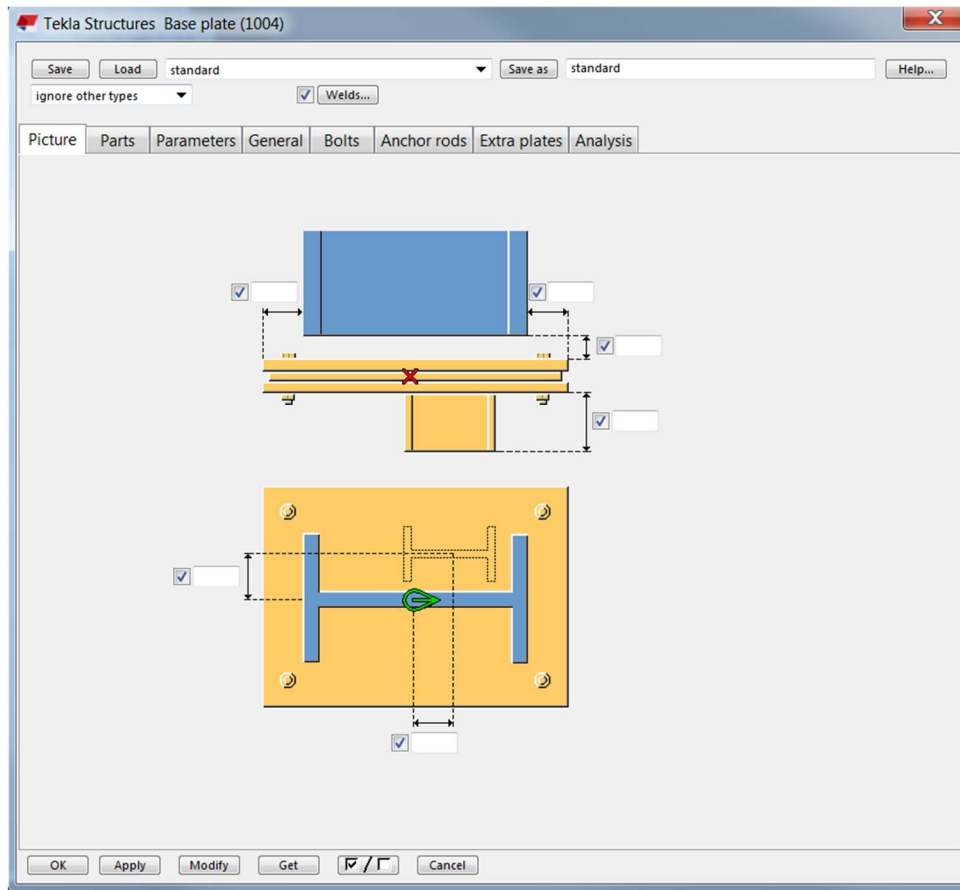 Tekla Structures Base plate (1004)
X
Save Load standard Save as standard Help...
ignore other types Welds...
Picture Parts Parameters General Bolts Anchor rods Extra plates Analysis
OK Apply Modify Get / Cancel